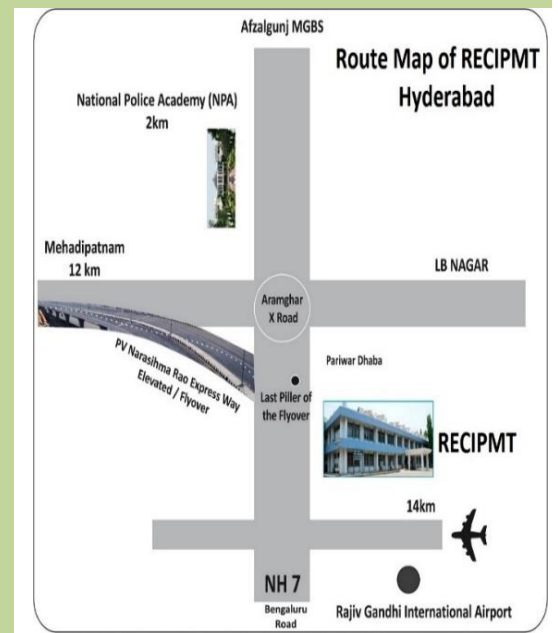 Afzalgunj MGBS
Route Map of RECIPMT
Hyderabad
National Police Academy (NPA)
2km
Mehadipatnam
12 km
LB NAGAR
Aramghar
X Road
PV Narasihma Rao Express Way
Elevated / Flyover
Pariwar Dhaba
Last Piller of
the Flyover
RECIPMT
14km
NH 7
Bengaluru
Road
Rajiv Gandhi International Airport